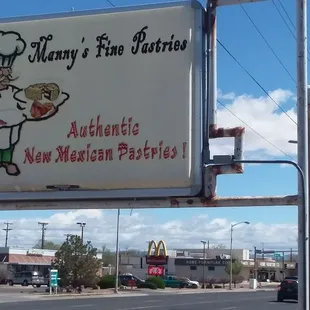 Manny's Fine Pastries
Authentic
New Mexican Pastries!